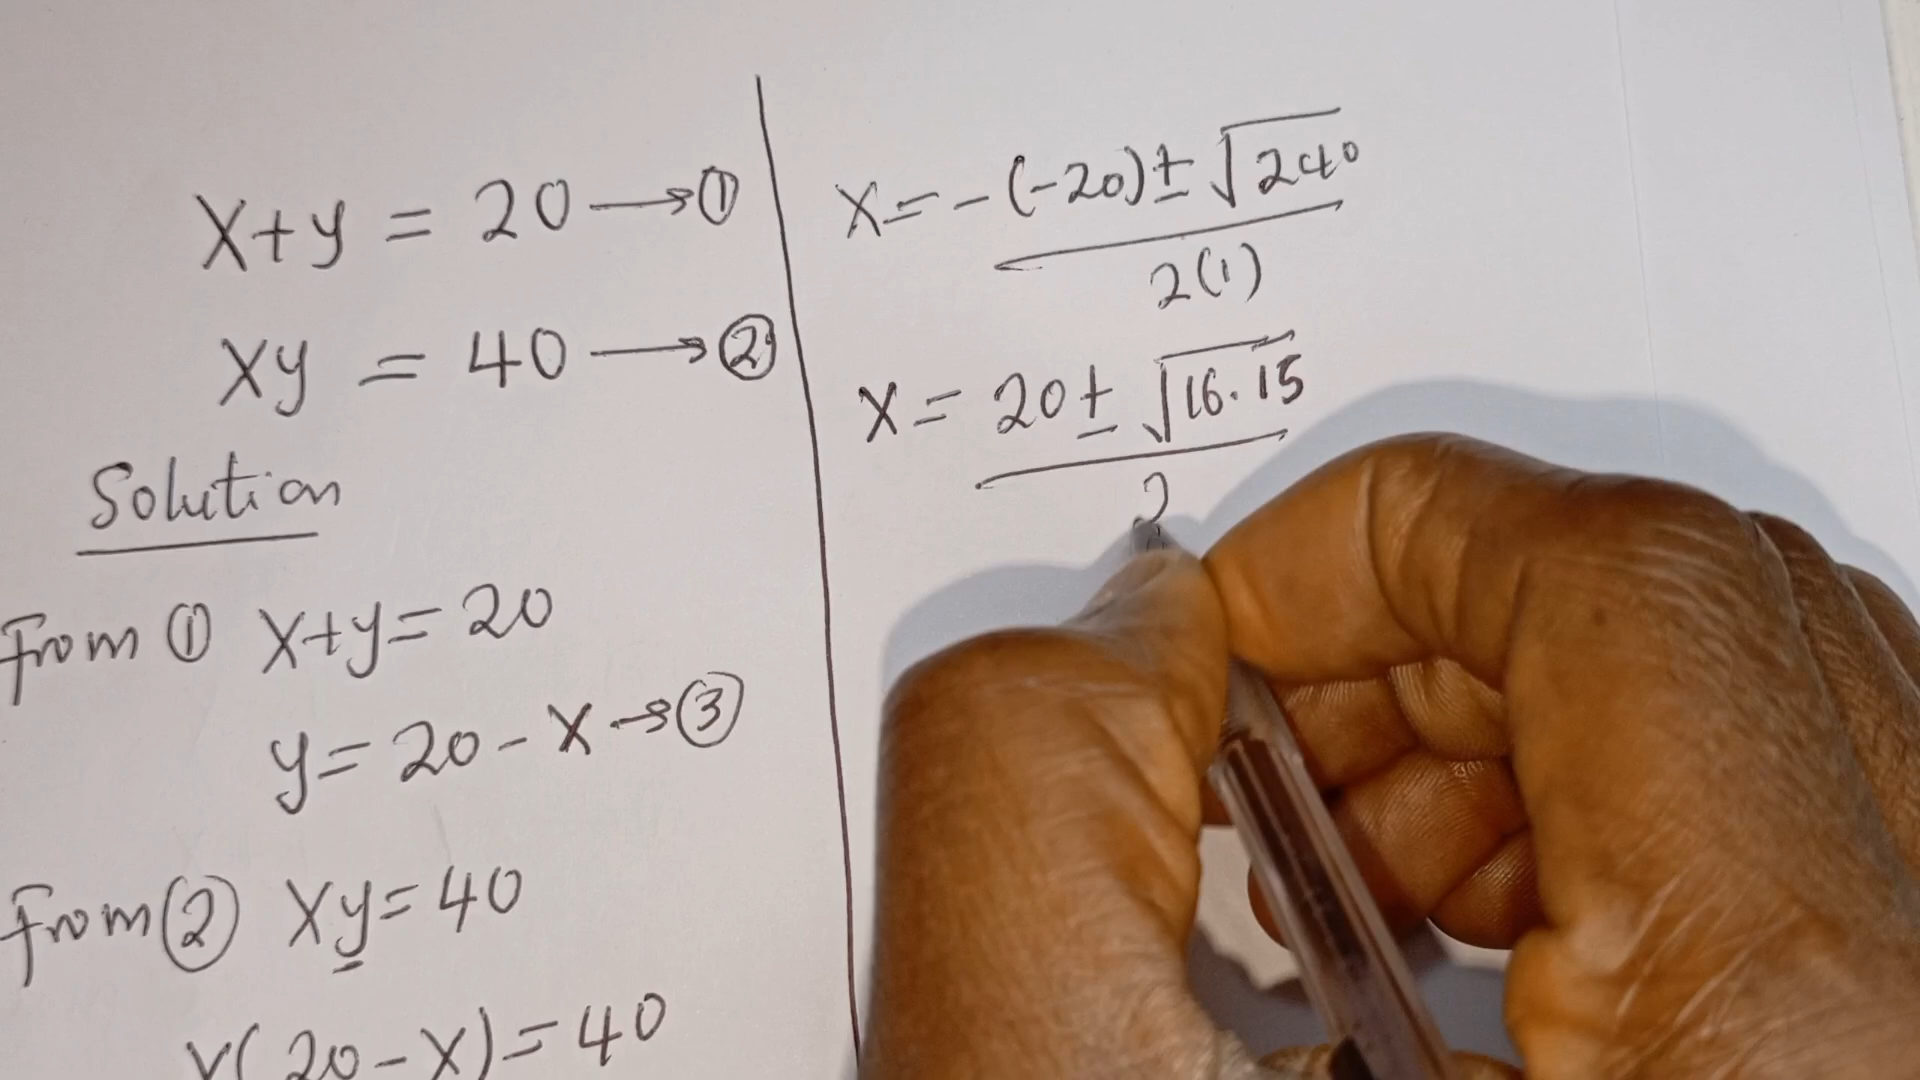 x+y = 20 → ①
xy = 40 → ②
Solution
From ① x+y = 20
y = 20 - x → ③
From ② xy = 40
x(20 - x) = 40
x = -(-20) ± √240
2(1)
x = 20 ± √16·15
2